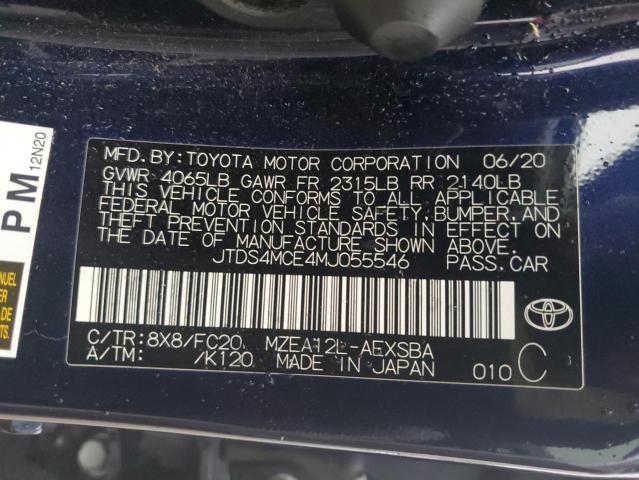 MFD. BY: TOYOTA MOTOR CORPORATION 06/20
GVWR 4065LB GAWR FR 2315LB RR 2140LB
THIS VEHICLE CONFORMS TO ALL APPLICABLE
FEDERAL MOTOR VEHICLE SAFETY, BUMPER, AND
THEFT PREVENTION STANDARDS IN EFFECT ON
THE DATE OF MANUFACTURE SHOWN ABOVE.
JTDS4MCE4MJ055546 PASS.CAR
C/TR:8X8/FC20 MZEA12L-AEXSBA
A/TM: /K120 MADE IN JAPAN 010 C
PM
12N20